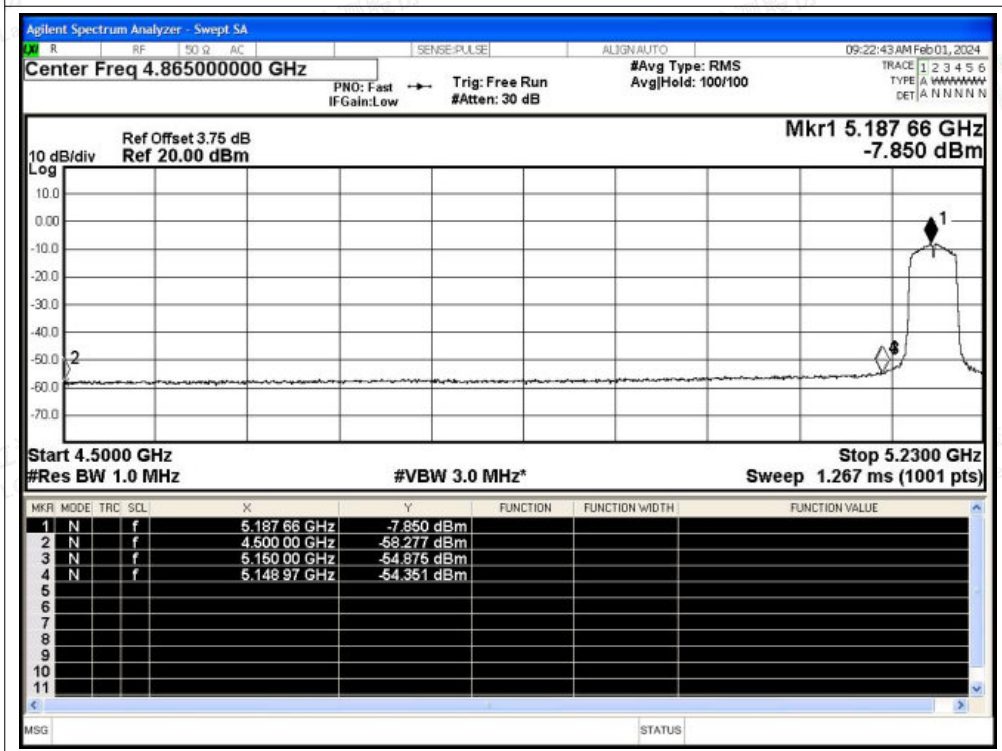 Agilent Spectrum Analyzer - Swept SA
LXI R RF 50 Ω AC SENSE:PULSE ALIGNAUTO 09:22:43 AM Feb 01, 2024
Center Freq 4.865000000 GHz #Avg Type: RMS TRACE 1 2 3 4 5 6
PNO: Fast Trig: Free Run Avg|Hold: 100/100 TYPE A WWWWW
IFGain:Low #Atten: 30 dB DET A N N N N N
Mkr1 5.187 66 GHz
-7.850 dBm
Ref Offset 3.75 dB
10 dB/div Ref 20.00 dBm
Log
10.0
0.00
-10.0
-20.0
-30.0
-40.0
-50.0
-60.0
-70.0
1
2
4
Start 4.5000 GHz Stop 5.2300 GHz
#Res BW 1.0 MHz #VBW 3.0 MHz* Sweep 1.267 ms (1001 pts)
MKR MODE TRC SCL X Y FUNCTION FUNCTION WIDTH FUNCTION VALUE
1 N f 5.187 66 GHz -7.850 dBm
2 N f 4.500 00 GHz -58.277 dBm
3 N f 5.150 00 GHz -54.875 dBm
4 N f 5.148 97 GHz -54.351 dBm
5
6
7
8
9
10
11
MSG STATUS